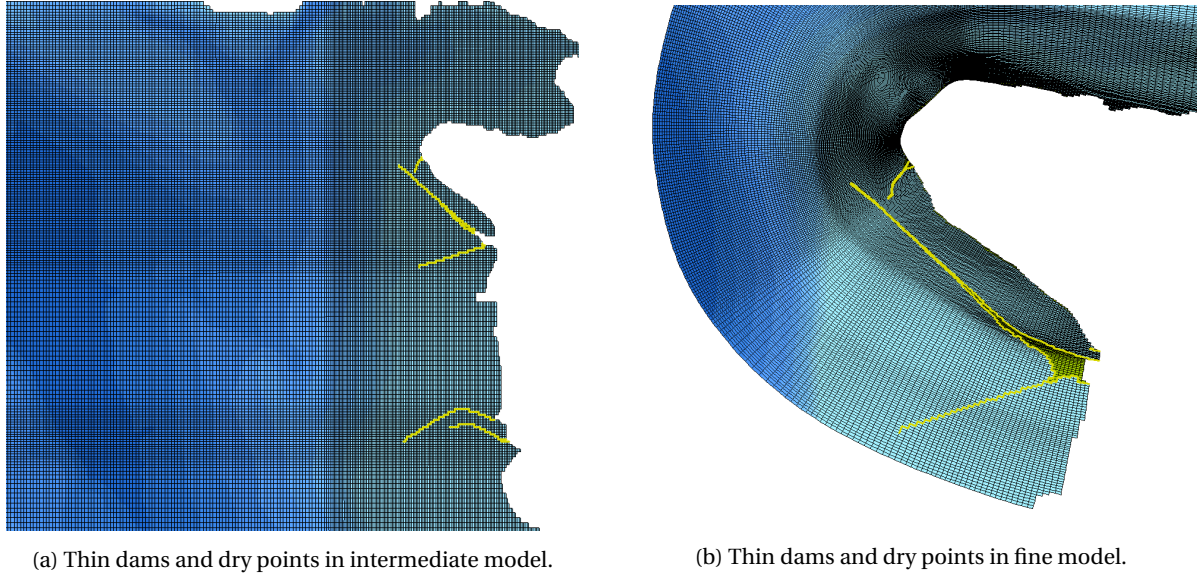 (a) Thin dams and dry points in intermediate model.
(b) Thin dams and dry points in fine model.